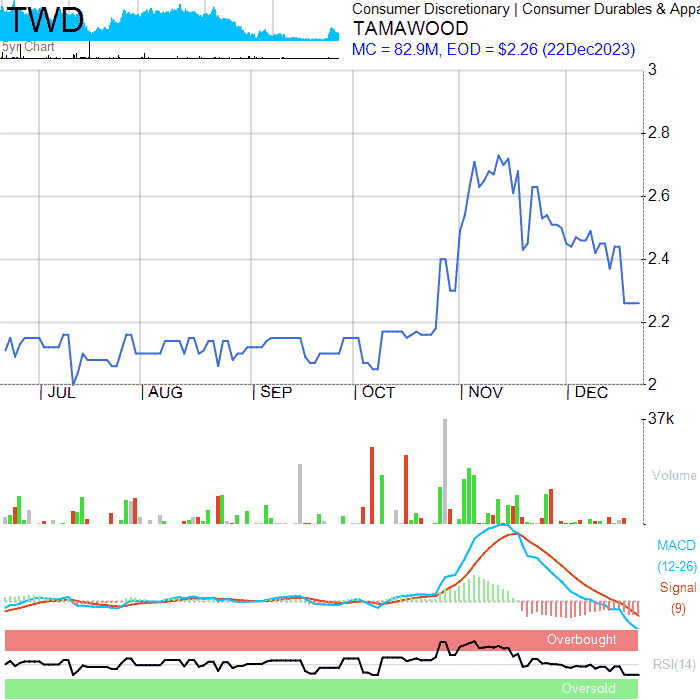 TWD
5yr Chart
Consumer Discretionary | Consumer Durables & Appa
TAMAWOOD
MC = 82.9M, EOD = $2.26 (22Dec2023)
3
2.8
2.6
2.4
2.2
2
| JUL | AUG | SEP | OCT | NOV | DEC
37k
Volume
MACD
(12-26)
Signal
(9)
Overbought
RSI(14)
Oversold